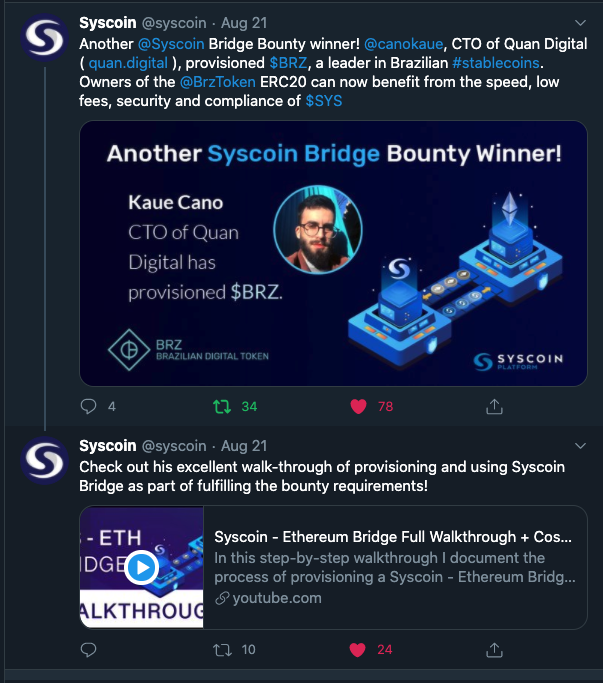 Syscoin @syscoin · Aug 21
Another @Syscoin Bridge Bounty winner! @canokaue, CTO of Quan Digital
( quan.digital ), provisioned $BRZ, a leader in Brazilian #stablecoins.
Owners of the @BrzToken ERC20 can now benefit from the speed, low
fees, security and compliance of $SYS
Another Syscoin Bridge Bounty Winner!
Kaue Cano
CTO of Quan
Digital has
provisioned $BRZ.
BRZ
BRAZILIAN DIGITAL TOKEN
SYSCOIN
PLATFORM
4 34 78
Syscoin @syscoin · Aug 21
Check out his excellent walk-through of provisioning and using Syscoin
Bridge as part of fulfilling the bounty requirements!
- ETH
IDGE
ALKTHROUG
Syscoin - Ethereum Bridge Full Walkthrough + Cos...
In this step-by-step walkthrough I document the
process of provisioning a Syscoin - Ethereum Bridg...
youtube.com
10 24